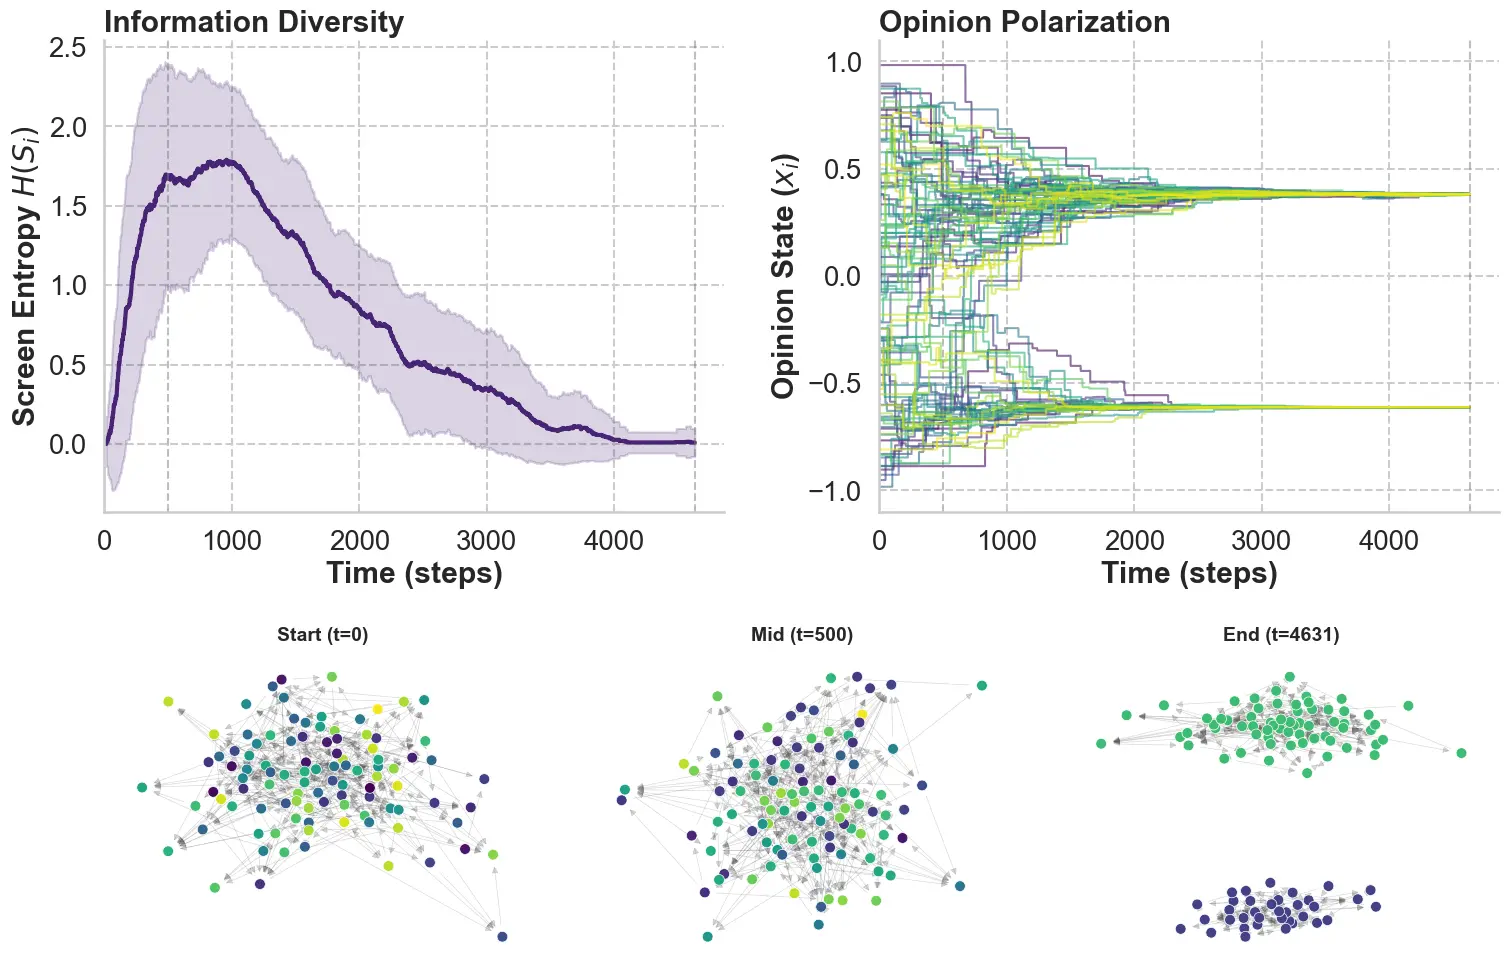 Information Diversity
2.5
2.0
1.5
1.0
0.5
0.0
Screen Entropy H(S_i)
0 1000 2000 3000 4000
Time (steps)
Opinion Polarization
1.0
0.5
0.0
−0.5
−1.0
Opinion State (x_i)
0 1000 2000 3000 4000
Time (steps)
Start (t=0)
Mid (t=500)
End (t=4631)